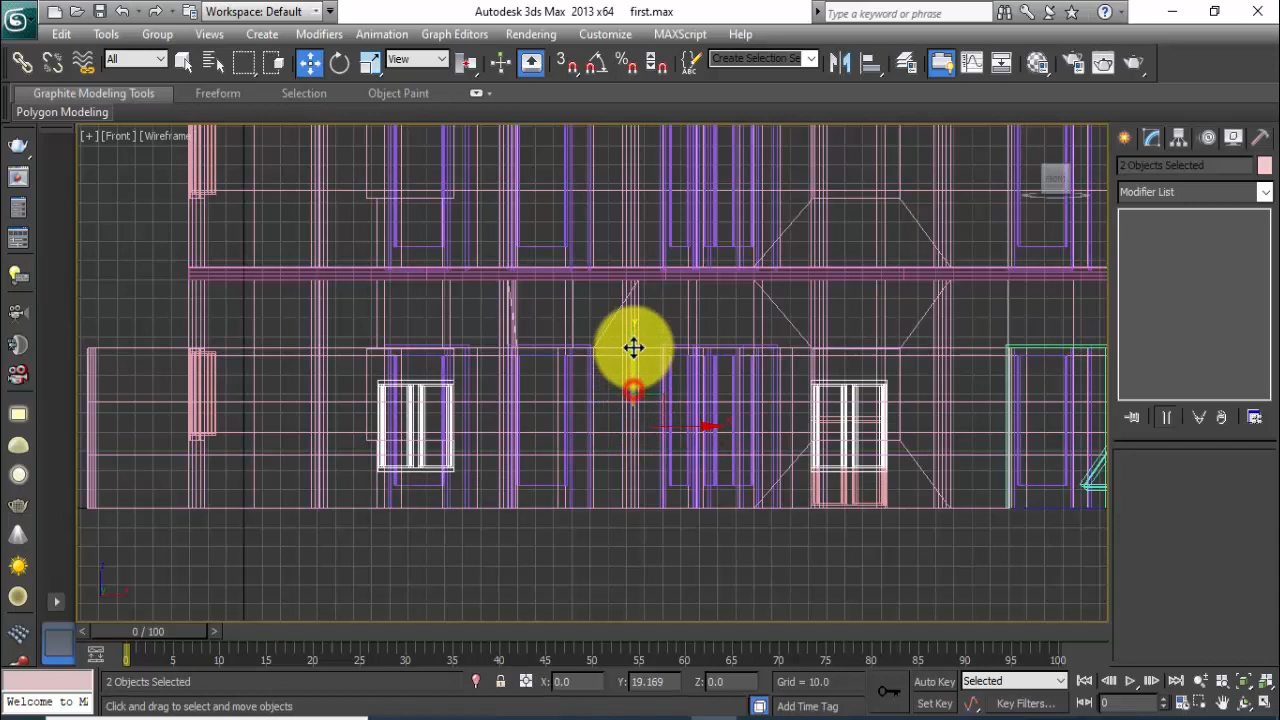 Workspace: Default
Autodesk 3ds Max 2013 x64 first.max
Type a keyword or phrase
Edit Tools Group Views Create Modifiers Animation Graph Editors Rendering Customize MAXScript Help
All
View
3
Create Selection Se
Graphite Modeling Tools Freeform Selection Object Paint
Polygon Modeling
[+] [Front] [Wireframe
FRONT
2 Objects Selected
Modifier List
0 / 100
0 5 10 15 20 25 30 35 40 45 50 55 60 65 70 75 80 85 90 95 100
2 Objects Selected X: 0.0 Y: 19.169 Z: 0.0 Grid = 10.0 Auto Key Selected
Welcome to M Click and drag to select and move objects Add Time Tag Set Key Key Filters... 0